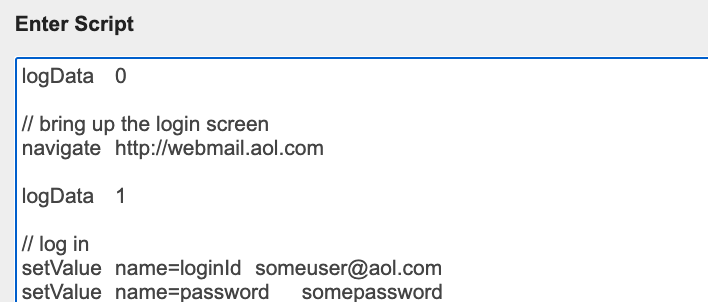 Enter Script
logData 0
// bring up the login screen
navigate http://webmail.aol.com
logData 1
// log in
setValue name=loginId someuser@aol.com
setValue name=password somepassword